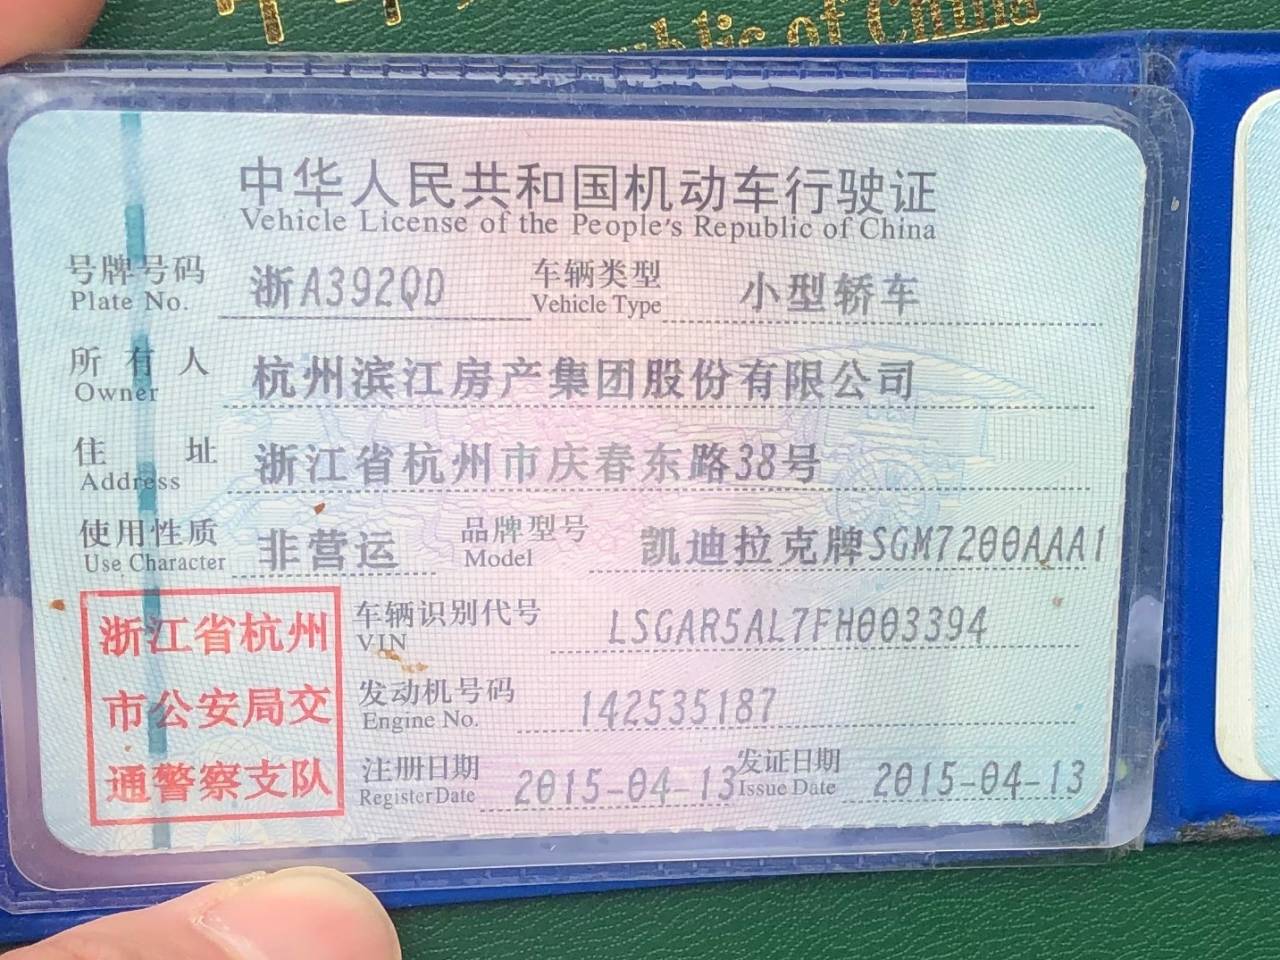 public of China
中华人民共和国机动车行驶证
Vehicle License of the People's Republic of China
号牌号码 浙A392QD 车辆类型 小型轿车
Plate No. Vehicle Type
所有人 杭州滨江房产集团股份有限公司
Owner
住址 浙江省杭州市庆春东路38号
Address
使用性质 非营运 品牌型号 凯迪拉克牌SGM7200AAA1
Use Character Model
浙江省杭州
市公安局交
通警察支队
车辆识别代号 LSGAR5AL7FH003394
VIN
发动机号码 142535187
Engine No.
注册日期 2015-04-13 发证日期 2015-04-13
Register Date Issue Date